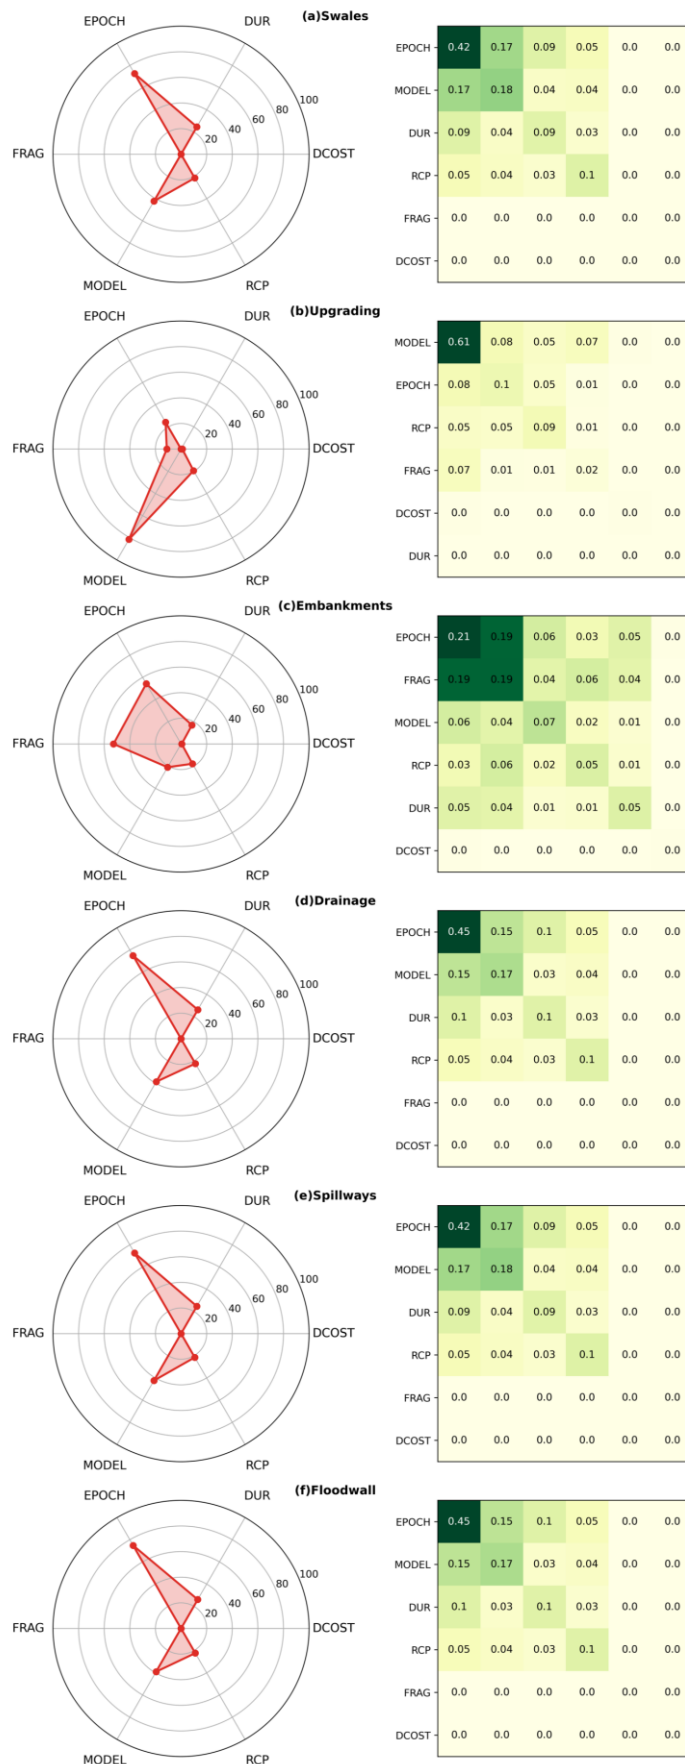 (a)Swales
EPOCH DUR
FRAG DCOST
20 40 60 80 100
MODEL RCP
EPOCH 0.42 0.17 0.09 0.05 0.0 0.0
MODEL 0.17 0.18 0.04 0.04 0.0 0.0
DUR 0.09 0.04 0.09 0.03 0.0 0.0
RCP 0.05 0.04 0.03 0.1 0.0 0.0
FRAG 0.0 0.0 0.0 0.0 0.0 0.0
DCOST 0.0 0.0 0.0 0.0 0.0 0.0
(b)Upgrading
EPOCH DUR
FRAG DCOST
20 40 60 80 100
MODEL RCP
MODEL 0.61 0.08 0.05 0.07 0.0 0.0
EPOCH 0.08 0.1 0.05 0.01 0.0 0.0
RCP 0.05 0.05 0.09 0.01 0.0 0.0
FRAG 0.07 0.01 0.01 0.02 0.0 0.0
DCOST 0.0 0.0 0.0 0.0 0.0 0.0
DUR 0.0 0.0 0.0 0.0 0.0 0.0
(c)Embankments
EPOCH DUR
FRAG DCOST
20 40 60 80 100
MODEL RCP
EPOCH 0.21 0.19 0.06 0.03 0.05 0.0
FRAG 0.19 0.19 0.04 0.06 0.04 0.0
MODEL 0.06 0.04 0.07 0.02 0.01 0.0
RCP 0.03 0.06 0.02 0.05 0.01 0.0
DUR 0.05 0.04 0.01 0.01 0.05 0.0
DCOST 0.0 0.0 0.0 0.0 0.0 0.0
(d)Drainage
EPOCH DUR
FRAG DCOST
20 40 60 80 100
MODEL RCP
EPOCH 0.45 0.15 0.1 0.05 0.0 0.0
MODEL 0.15 0.17 0.03 0.04 0.0 0.0
DUR 0.1 0.03 0.1 0.03 0.0 0.0
RCP 0.05 0.04 0.03 0.1 0.0 0.0
FRAG 0.0 0.0 0.0 0.0 0.0 0.0
DCOST 0.0 0.0 0.0 0.0 0.0 0.0
(e)Spillways
EPOCH DUR
FRAG DCOST
20 40 60 80 100
MODEL RCP
EPOCH 0.42 0.17 0.09 0.05 0.0 0.0
MODEL 0.17 0.18 0.04 0.04 0.0 0.0
DUR 0.09 0.04 0.09 0.03 0.0 0.0
RCP 0.05 0.04 0.03 0.1 0.0 0.0
FRAG 0.0 0.0 0.0 0.0 0.0 0.0
DCOST 0.0 0.0 0.0 0.0 0.0 0.0
(f)Floodwall
EPOCH DUR
FRAG DCOST
20 40 60 80 100
MODEL RCP
EPOCH 0.45 0.15 0.1 0.05 0.0 0.0
MODEL 0.15 0.17 0.03 0.04 0.0 0.0
DUR 0.1 0.03 0.1 0.03 0.0 0.0
RCP 0.05 0.04 0.03 0.1 0.0 0.0
FRAG 0.0 0.0 0.0 0.0 0.0 0.0
DCOST 0.0 0.0 0.0 0.0 0.0 0.0